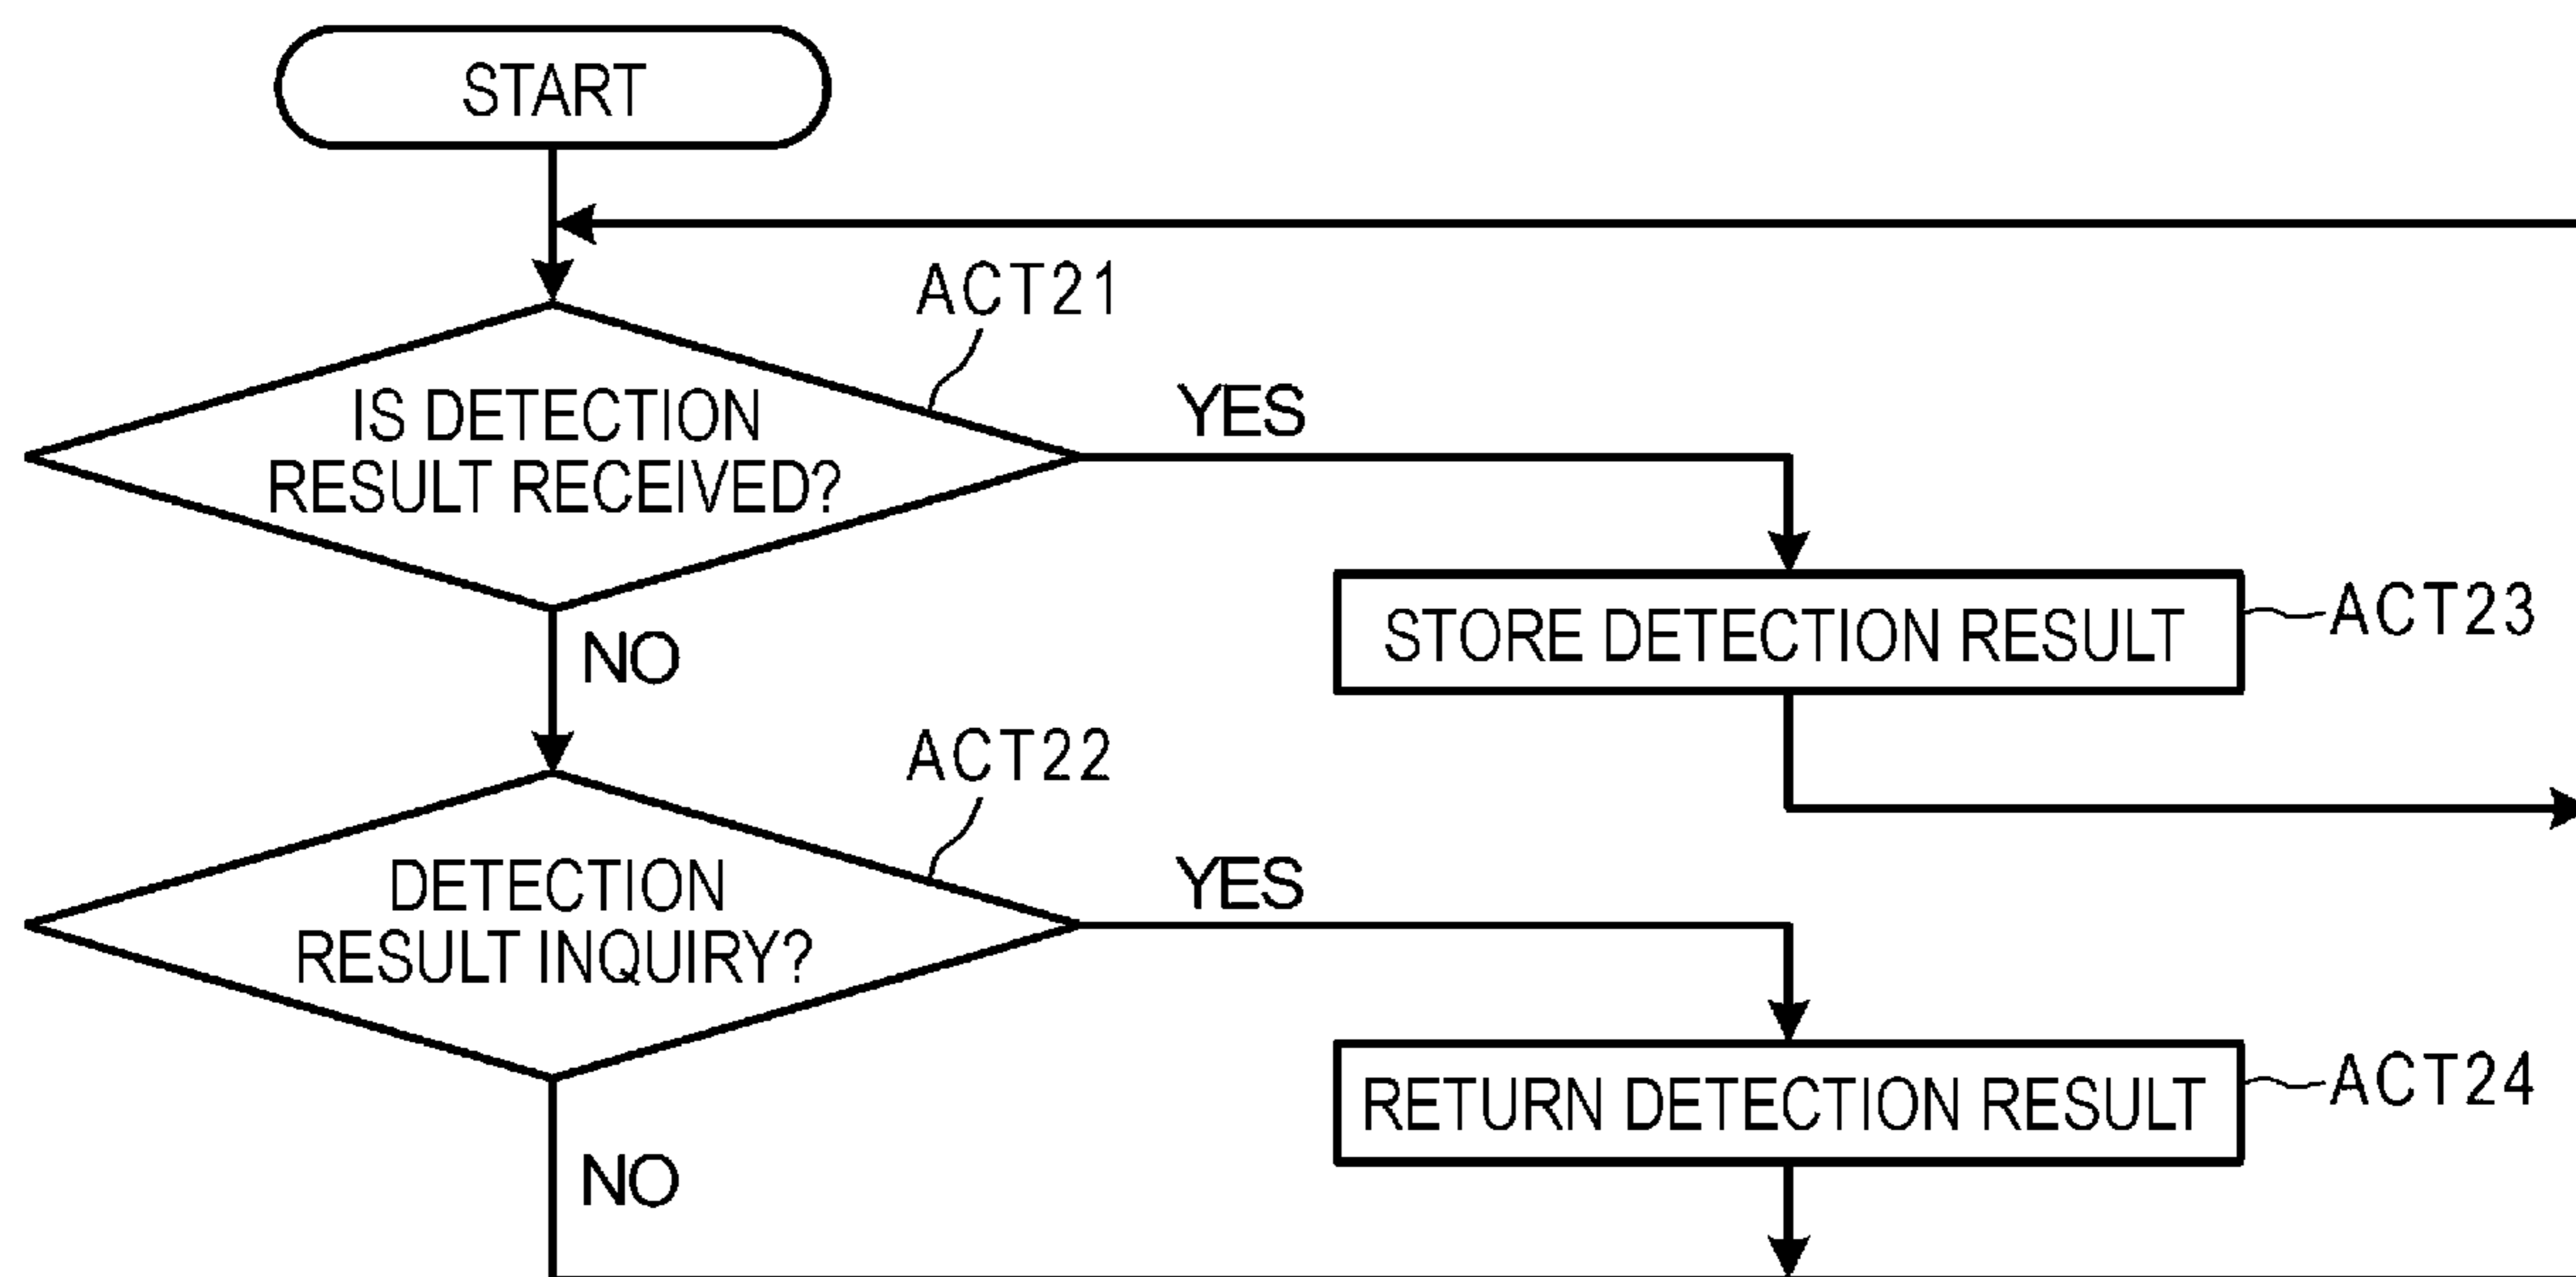 START
ACT21
IS DETECTION
RESULT RECEIVED?
YES
NO
STORE DETECTION RESULT
ACT23
ACT22
DETECTION
RESULT INQUIRY?
YES
NO
RETURN DETECTION RESULT
ACT24